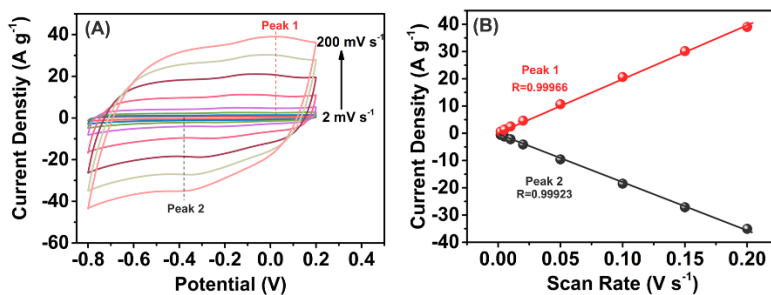 (A)
Peak 1
200 mV s⁻¹
2 mV s⁻¹
Peak 2
Current Denstiy (A g⁻¹)
40
20
0
-20
-40
-60
-0.8 -0.6 -0.4 -0.2 0.0 0.2 0.4
Potential (V)
(B)
Peak 1
R=0.99966
Peak 2
R=0.99923
Current Density (A g⁻¹)
40
30
20
10
0
-10
-20
-30
-40
0.00 0.05 0.10 0.15 0.20
Scan Rate (V s⁻¹)